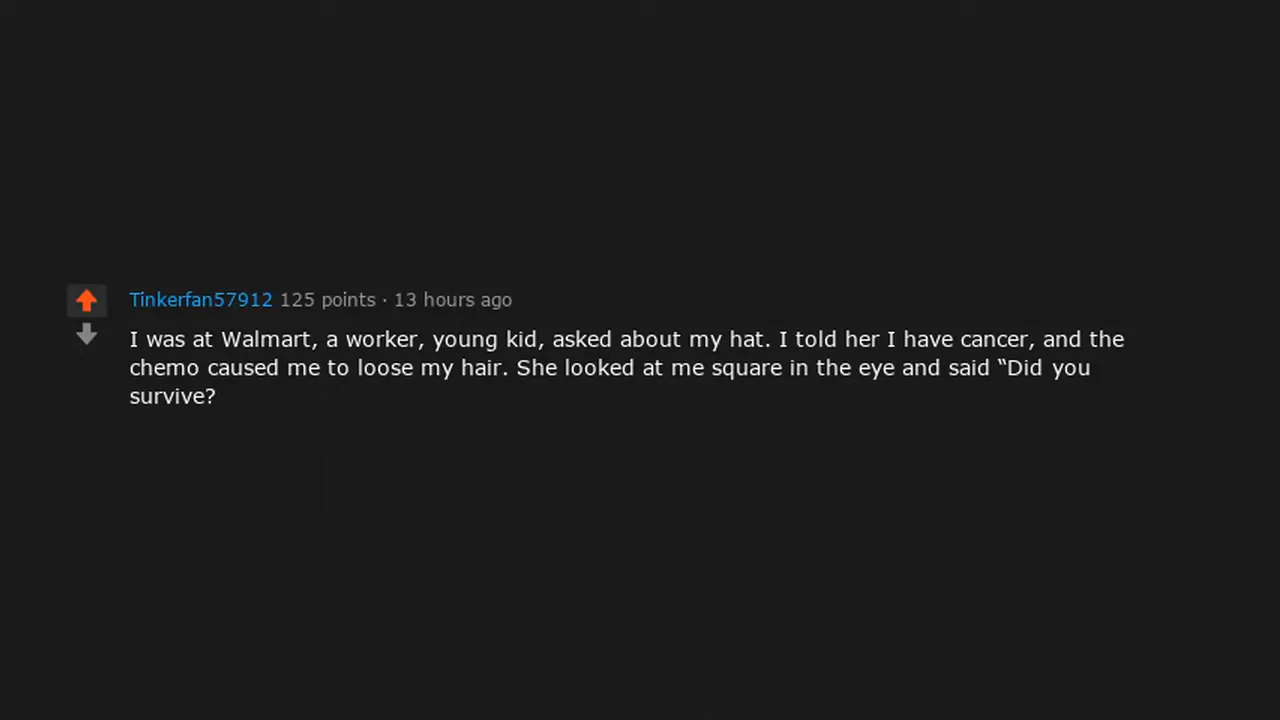 Tinkerfan57912 125 points · 13 hours ago
I was at Walmart, a worker, young kid, asked about my hat. I told her I have cancer, and the
chemo caused me to loose my hair. She looked at me square in the eye and said “Did you
survive?